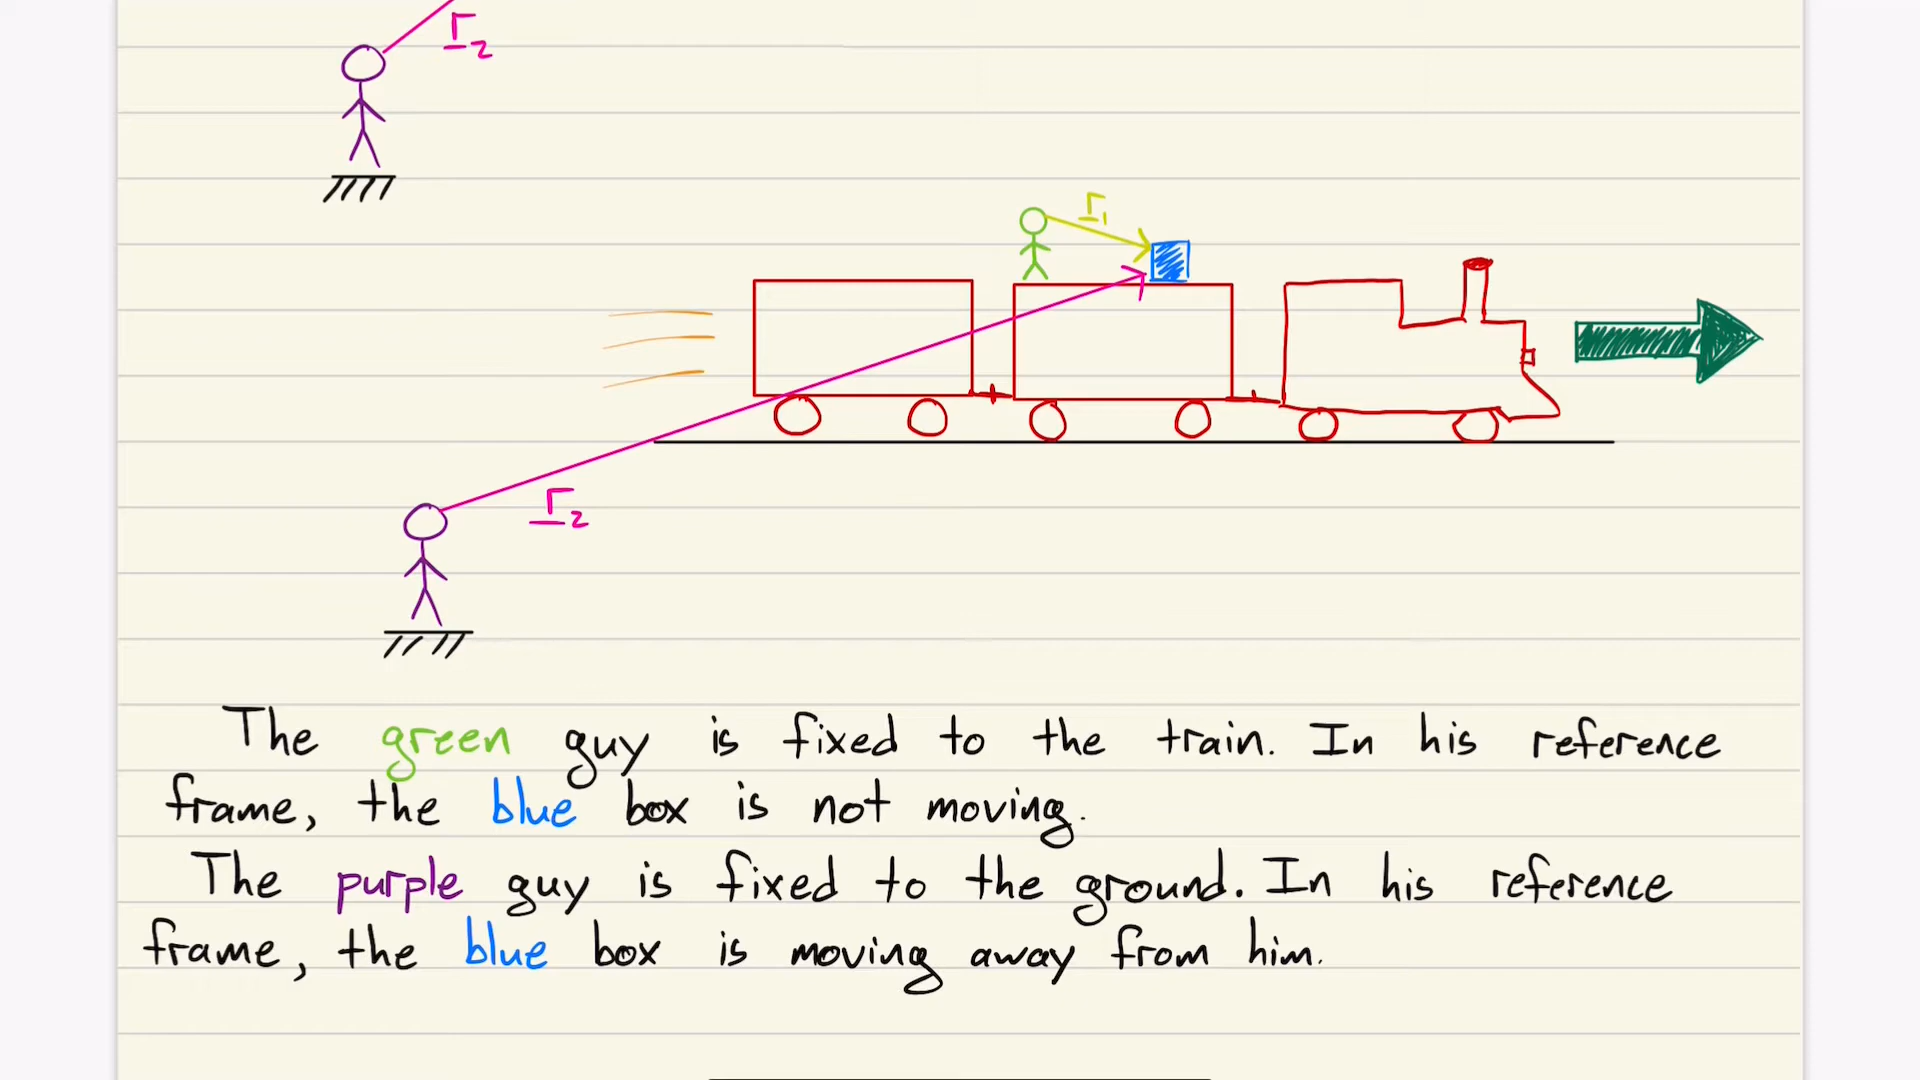 r₂
r₁
r₂
The green guy is fixed to the train. In his reference
frame, the blue box is not moving.
The purple guy is fixed to the ground. In his reference
frame, the blue box is moving away from him.